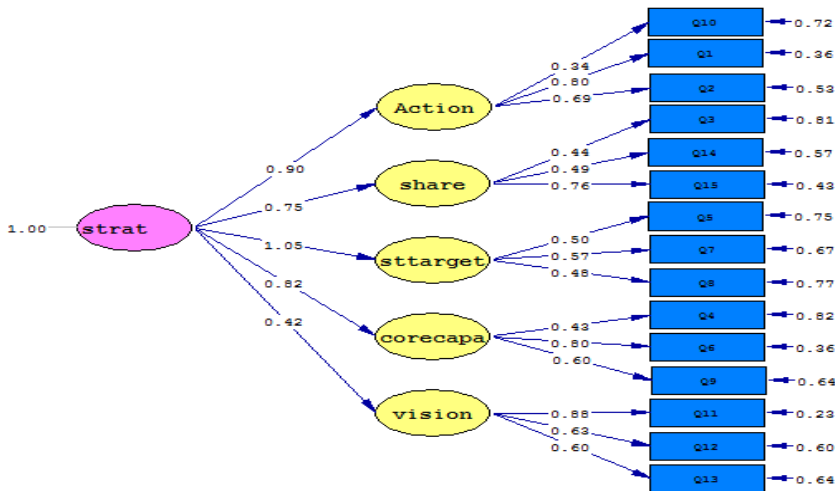 Q10 0.72
0.34
Q1 0.36
0.80
Action
Q2 0.53
0.69
Q3 0.81
0.90
0.44
Q14 0.57
share
0.49
0.76
Q15 0.43
0.75
Q5 0.75
1.00 strat
0.50
1.05
Q7 0.67
sttarget
0.57
0.48
Q8 0.77
0.82
Q4 0.82
0.42
0.43
corecapa
Q6 0.36
0.80
0.60
Q9 0.64
vision
0.88
Q11 0.23
0.63
Q12 0.60
0.60
Q13 0.64